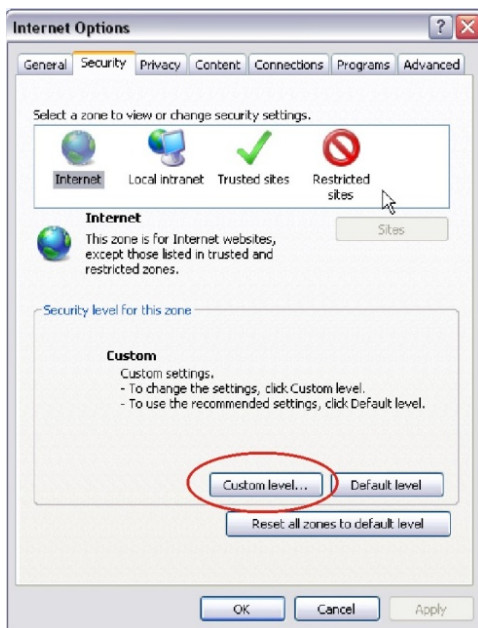 Internet Options
General Security Privacy Content Connections Programs Advanced
Select a zone to view or change security settings.
Internet Local intranet Trusted sites Restricted
sites
Internet
Sites
This zone is for Internet websites,
except those listed in trusted and
restricted zones.
Security level for this zone
Custom
Custom settings.
- To change the settings, click Custom level.
- To use the recommended settings, click Default level.
Custom level... Default level
Reset all zones to default level
OK Cancel Apply